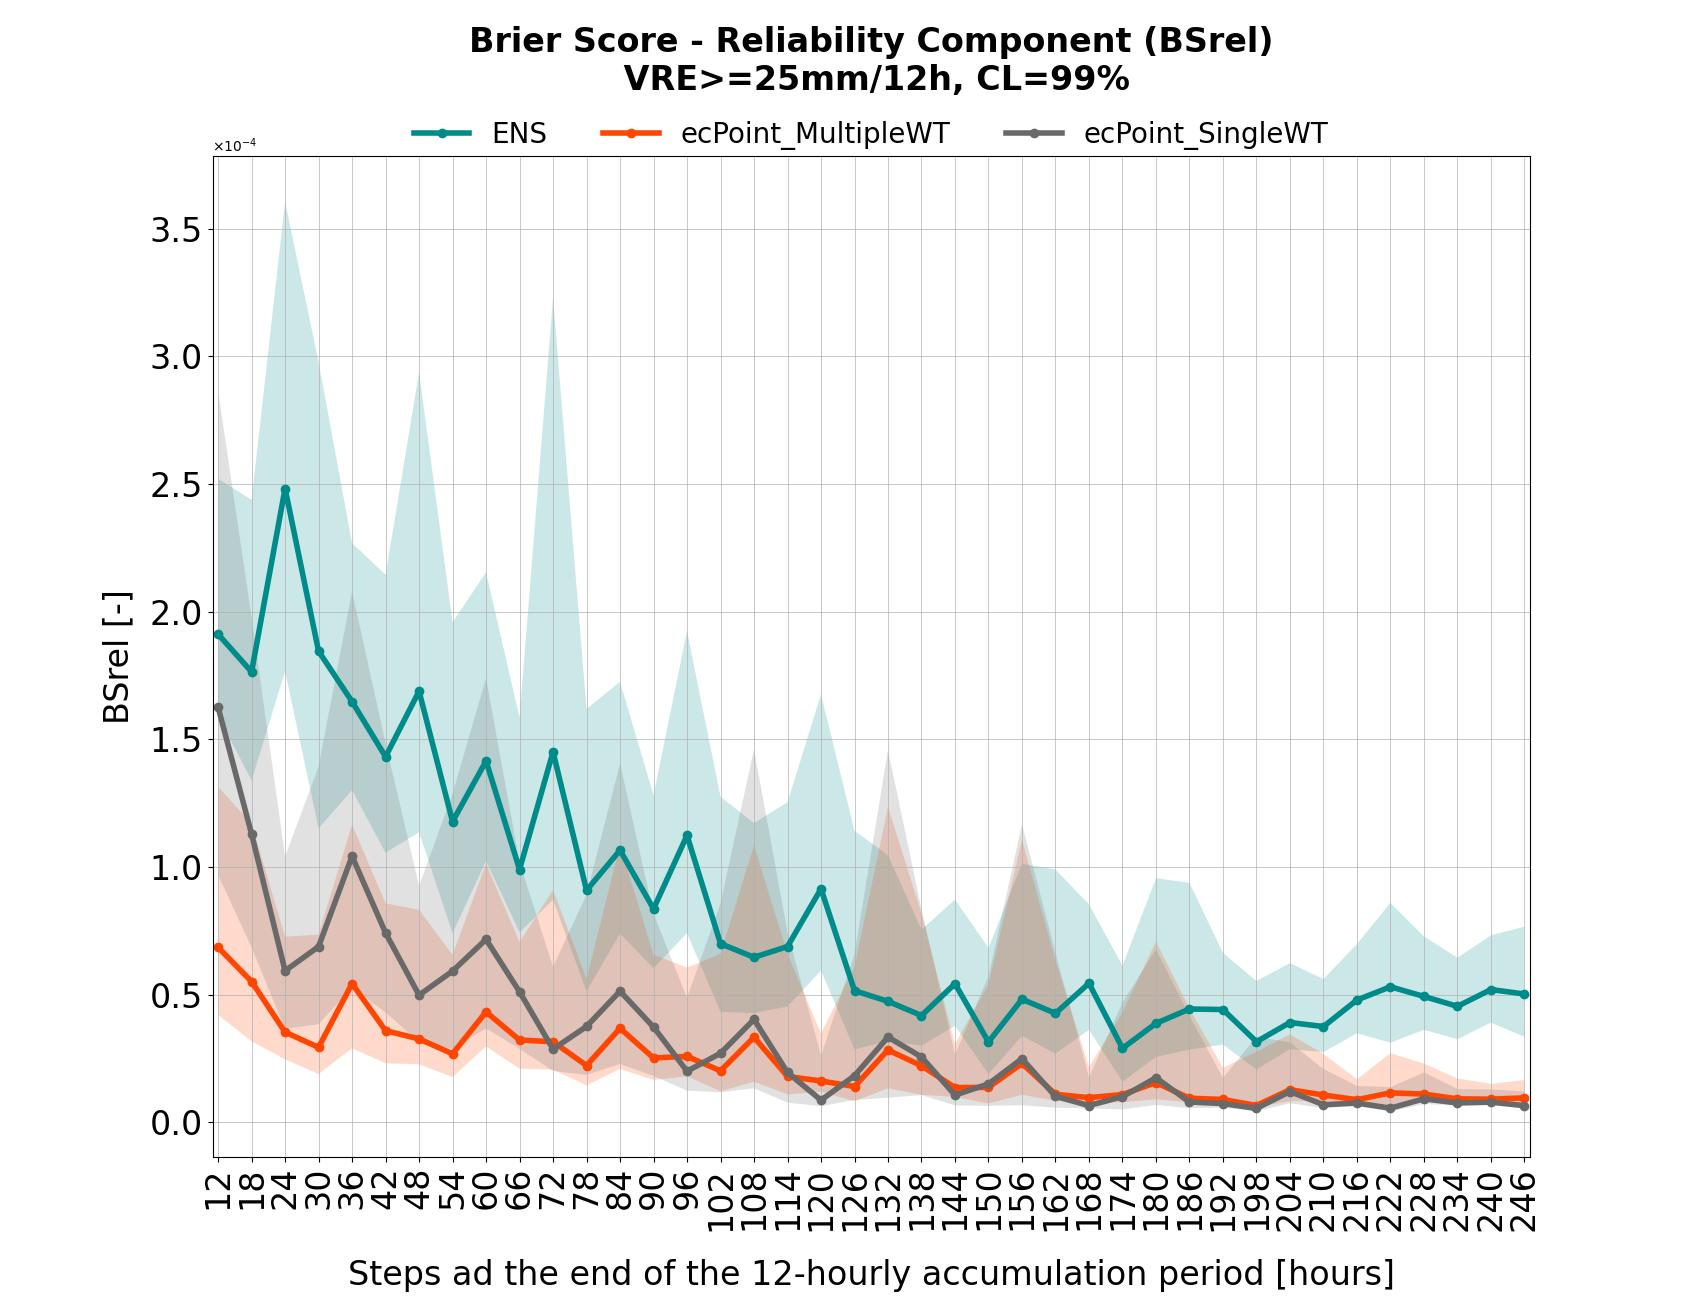 Brier Score - Reliability Component (BSrel)
VRE>=25mm/12h, CL=99%
ENS ecPoint_MultipleWT ecPoint_SingleWT
×10⁻⁴
3.5
3.0
2.5
2.0
1.5
1.0
0.5
0.0
BSrel [-]
12 18 24 30 36 42 48 54 60 66 72 78 84 90 96 102 108 114 120 126 132 138 144 150 156 162 168 174 180 186 192 198 204 210 216 222 228 234 240 246
Steps ad the end of the 12-hourly accumulation period [hours]